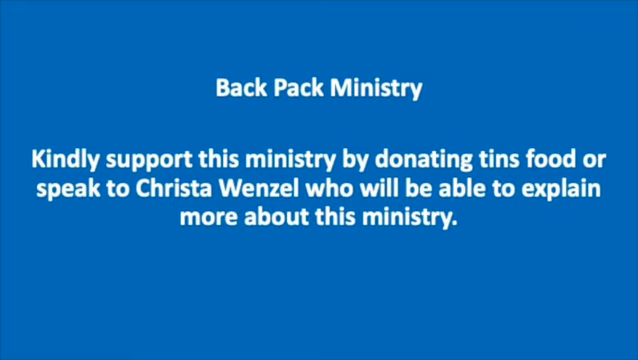 Back Pack Ministry
Kindly support this ministry by donating tins food or
speak to Christa Wenzel who will be able to explain
more about this ministry.